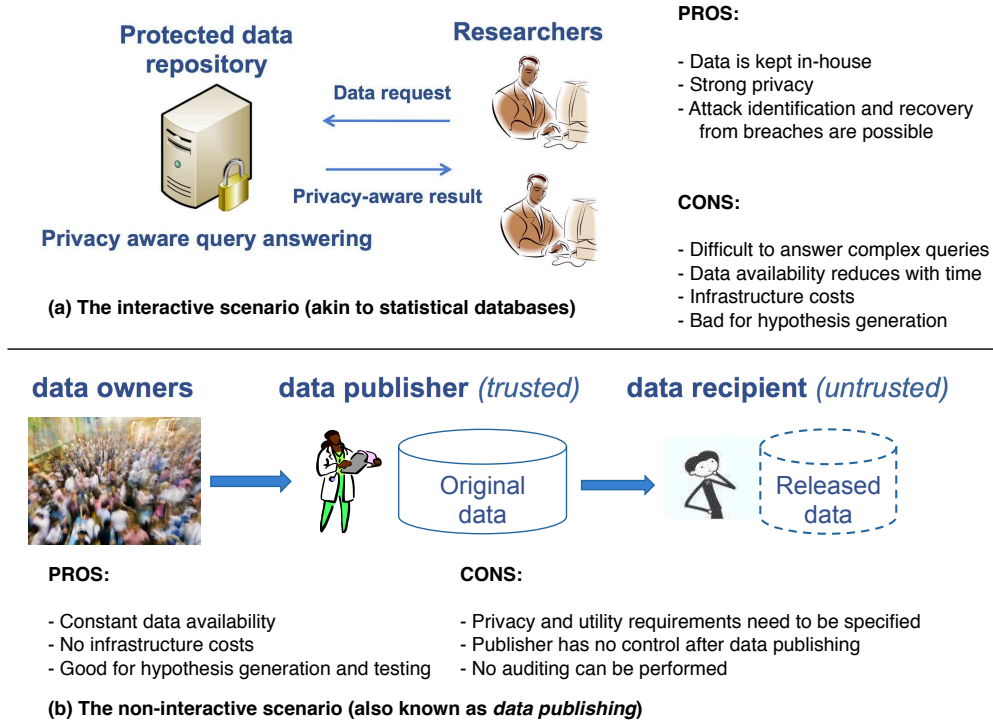 Protected data
repository
Researchers
Data request
Privacy-aware result
Privacy aware query answering
(a) The interactive scenario (akin to statistical databases)
PROS:
- Data is kept in-house
- Strong privacy
- Attack identification and recovery
from breaches are possible
CONS:
- Difficult to answer complex queries
- Data availability reduces with time
- Infrastructure costs
- Bad for hypothesis generation
data owners
data publisher (trusted)
data recipient (untrusted)
Original
data
Released
data
PROS:
- Constant data availability
- No infrastructure costs
- Good for hypothesis generation and testing
CONS:
- Privacy and utility requirements need to be specified
- Publisher has no control after data publishing
- No auditing can be performed
(b) The non-interactive scenario (also known as data publishing)